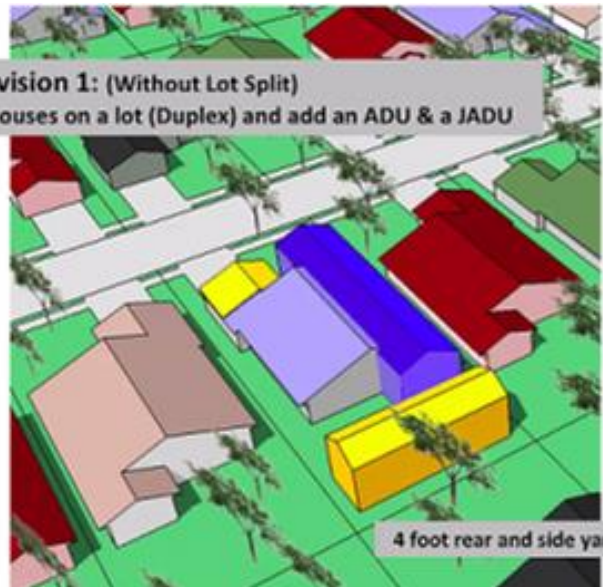 vision 1: (Without Lot Split)
ouses on a lot (Duplex) and add an ADU & a JADU
4 foot rear and side ya